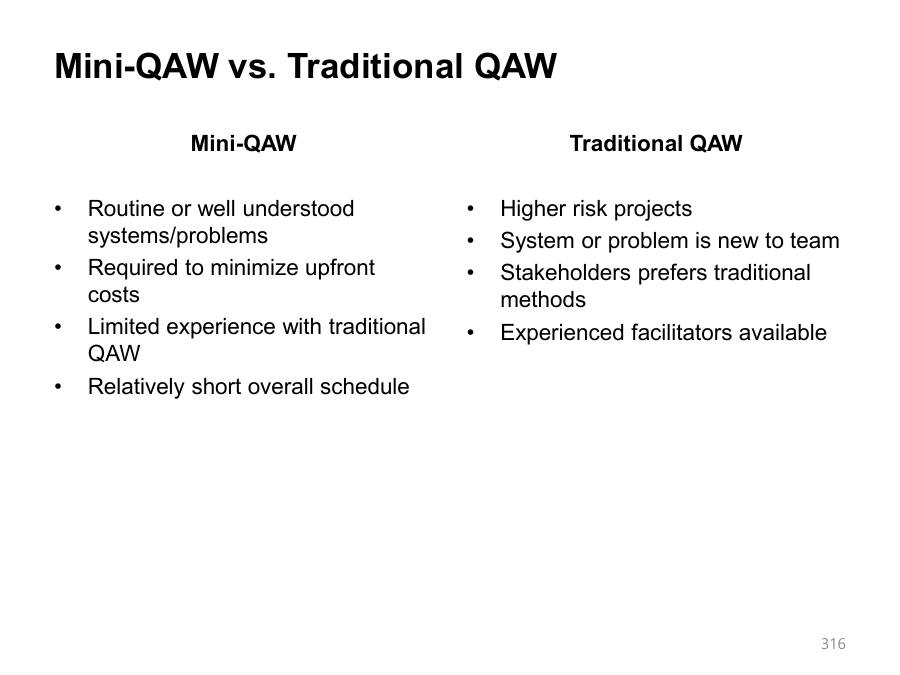 Mini-QAW vs. Traditional QAW
Mini-QAW
• Routine or well understood
systems/problems
• Required to minimize upfront
costs
• Limited experience with traditional
QAW
• Relatively short overall schedule
Traditional QAW
• Higher risk projects
• System or problem is new to team
• Stakeholders prefers traditional
methods
• Experienced facilitators available
316